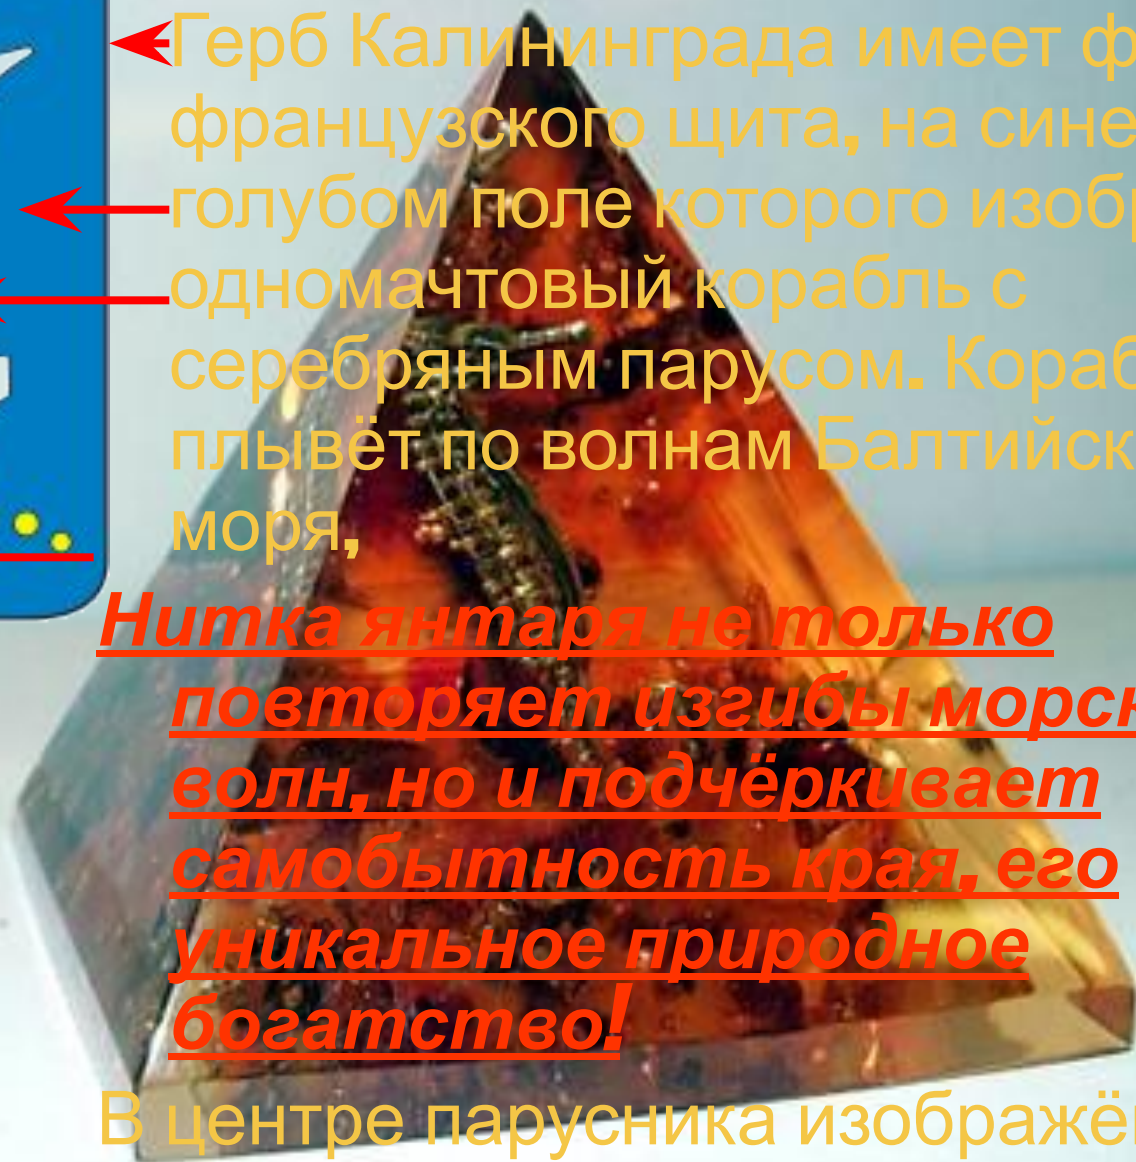 Герб Калининграда имеет ф
французского щита, на сине
голубом поле которого изобр
одномачтовый корабль с
серебряным парусом. Кораб
плывёт по волнам Балтийск
моря,
Нитка янтаря не только
повторяет изгибы морск
волн, но и подчёркивает
самобытность края, его
уникальное природное
богатство!
В центре парусника изображё